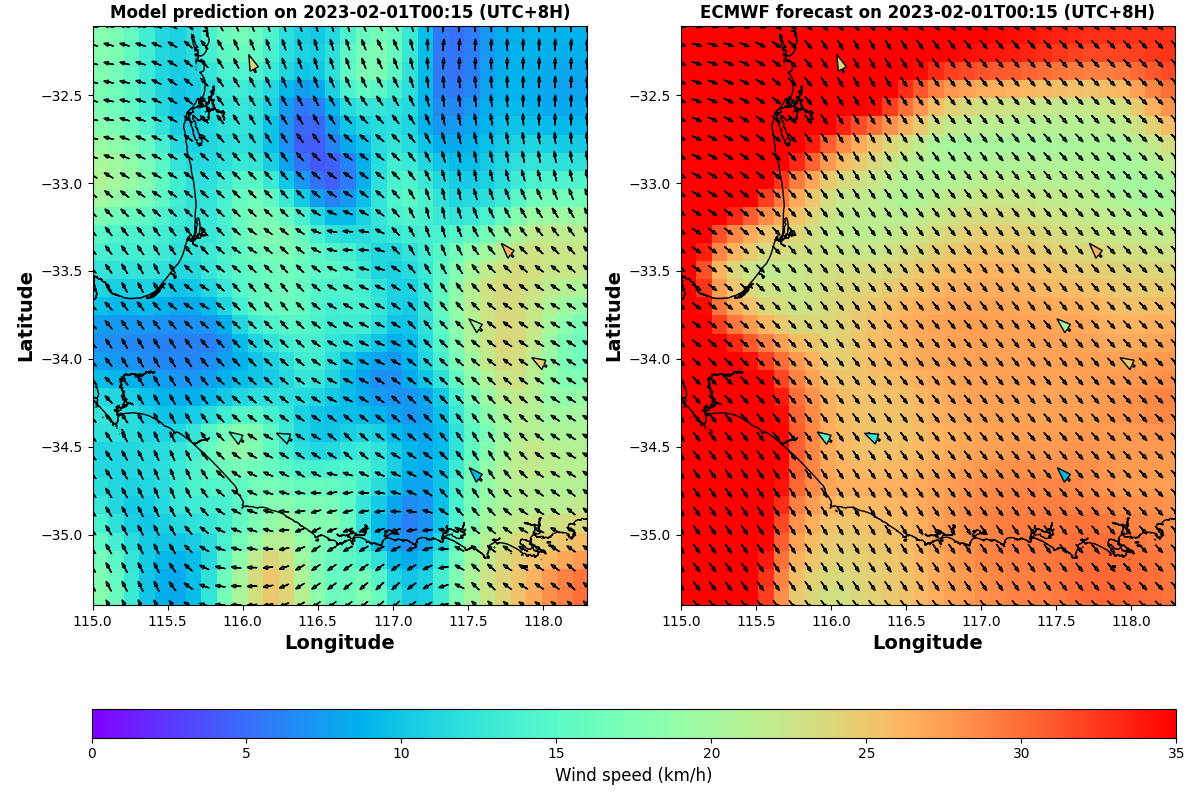 Model prediction on 2023-02-01T00:15 (UTC+8H)
ECMWF forecast on 2023-02-01T00:15 (UTC+8H)
−32.5
−33.0
−33.5
−34.0
−34.5
−35.0
Latitude
115.0 115.5 116.0 116.5 117.0 117.5 118.0
Longitude
−32.5
−33.0
−33.5
−34.0
−34.5
−35.0
Latitude
115.0 115.5 116.0 116.5 117.0 117.5 118.0
Longitude
0 5 10 15 20 25 30 35
Wind speed (km/h)